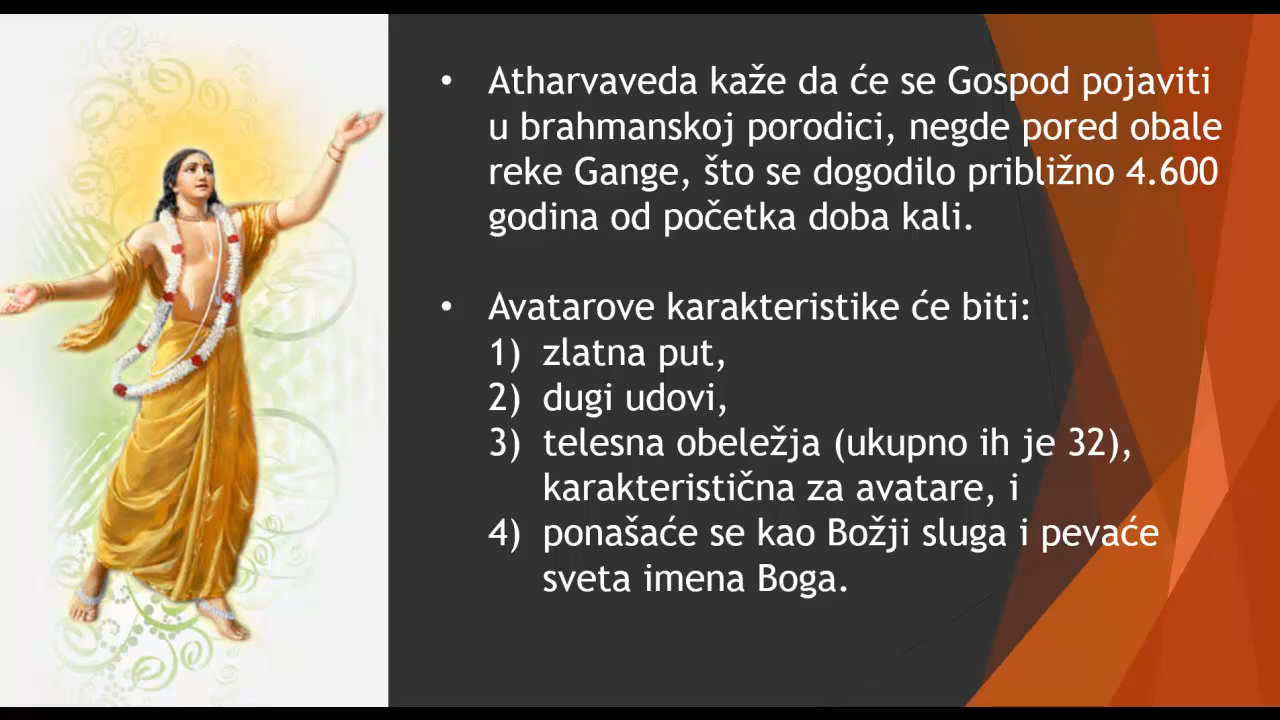 • Atharvaveda kaže da će se Gospod pojaviti
u brahmanskoj porodici, negde pored obale
reke Gange, što se dogodilo približno 4.600
godina od početka doba kali.
• Avatarove karakteristike će biti:
1) zlatna put,
2) dugi udovi,
3) telesna obeležja (ukupno ih je 32),
karakteristična za avatare, i
4) ponašaće se kao Božji sluga i pevaće
sveta imena Boga.